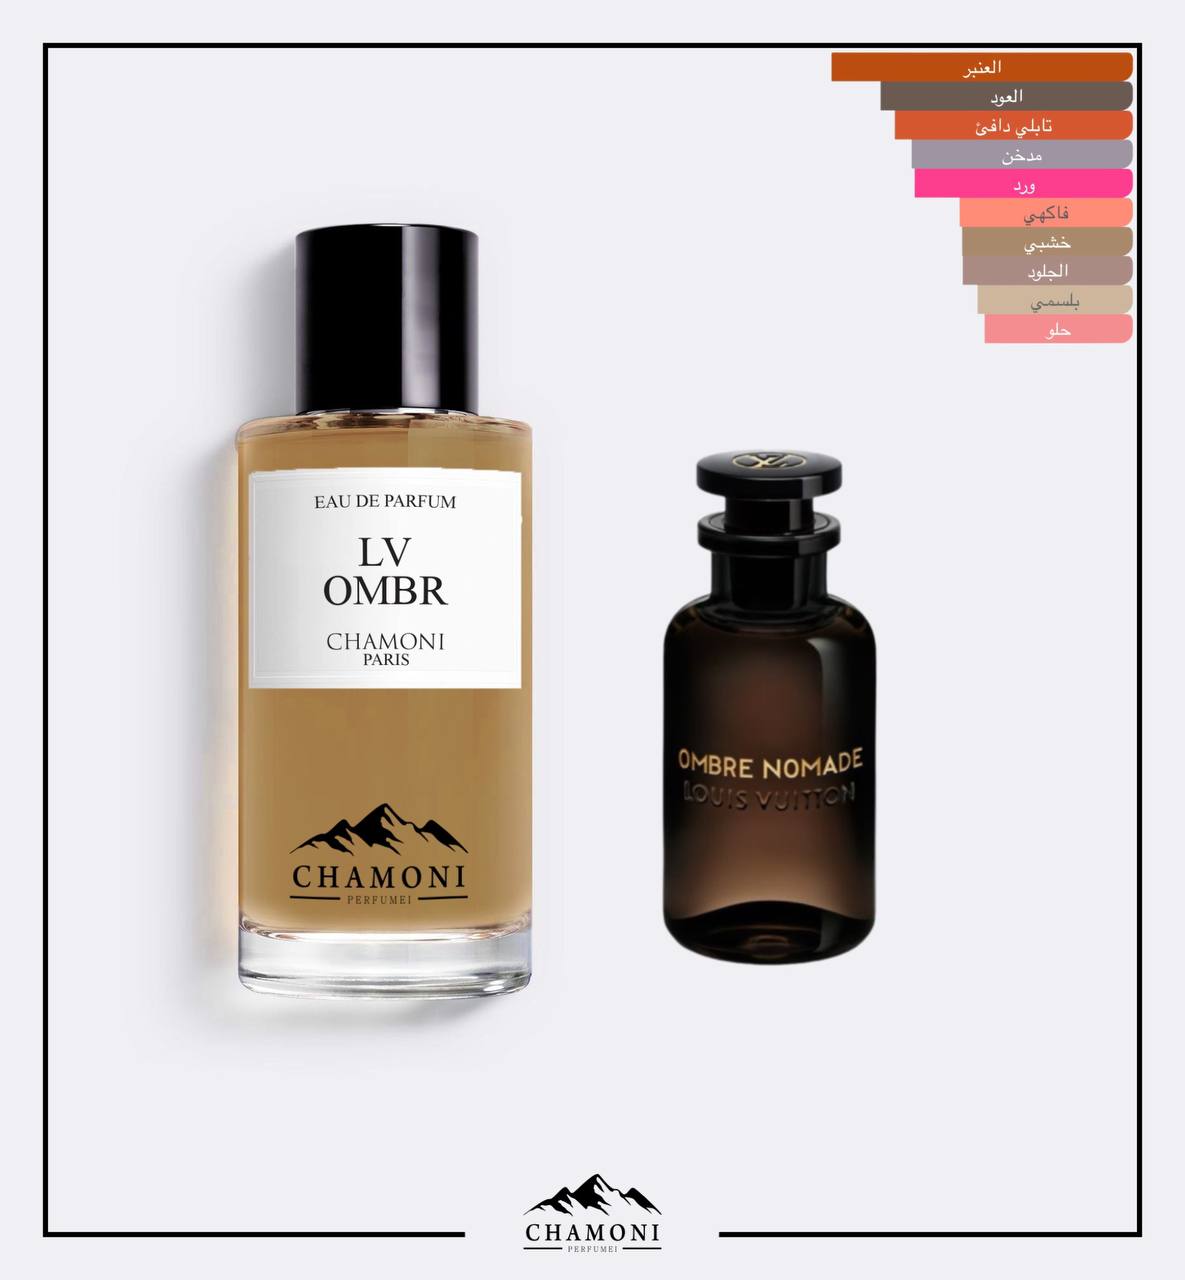 العنبر
العود
تابلي دافئ
مدخن
ورد
فاكهي
خشبي
الجلود
بلسمي
حلو
EAU DE PARFUM
LV
OMBR
CHAMONI
PARIS
CHAMONI
PERFUMEI
OMBRE NOMADE
LOUIS VUITTON
CHAMONI
PERFUMEI